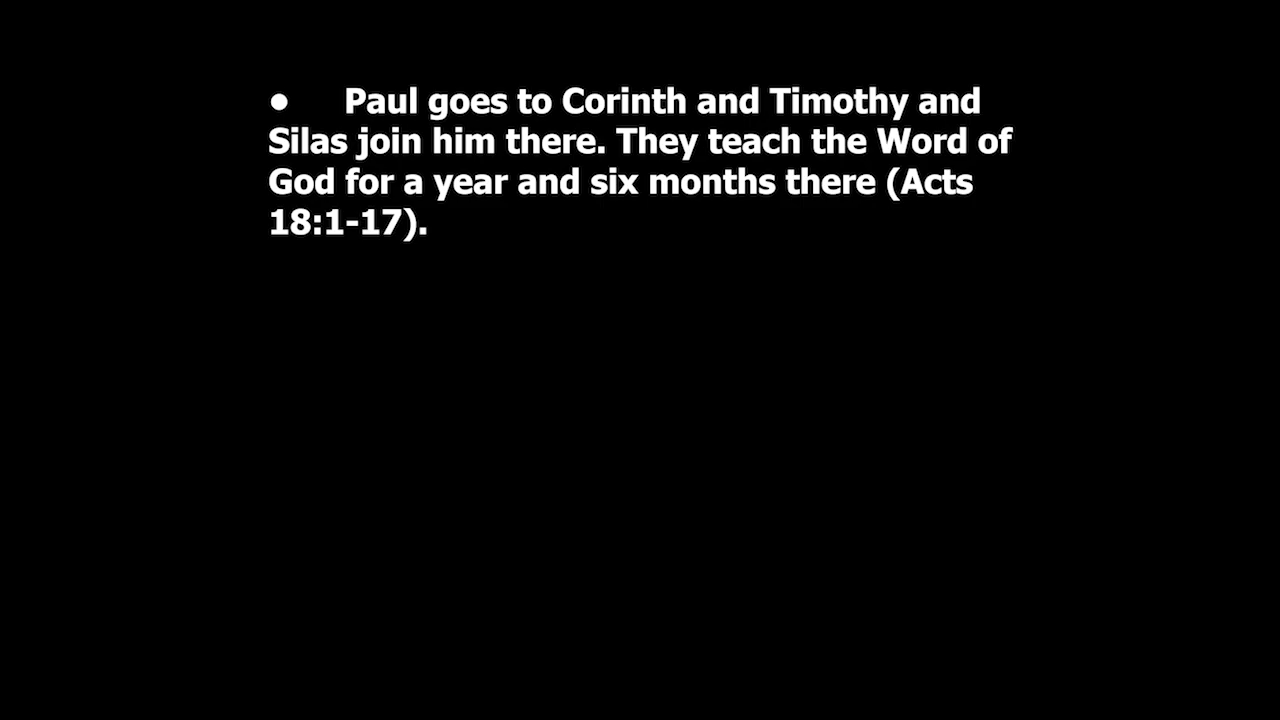 ● Paul goes to Corinth and Timothy and
Silas join him there. They teach the Word of
God for a year and six months there (Acts
18:1-17).